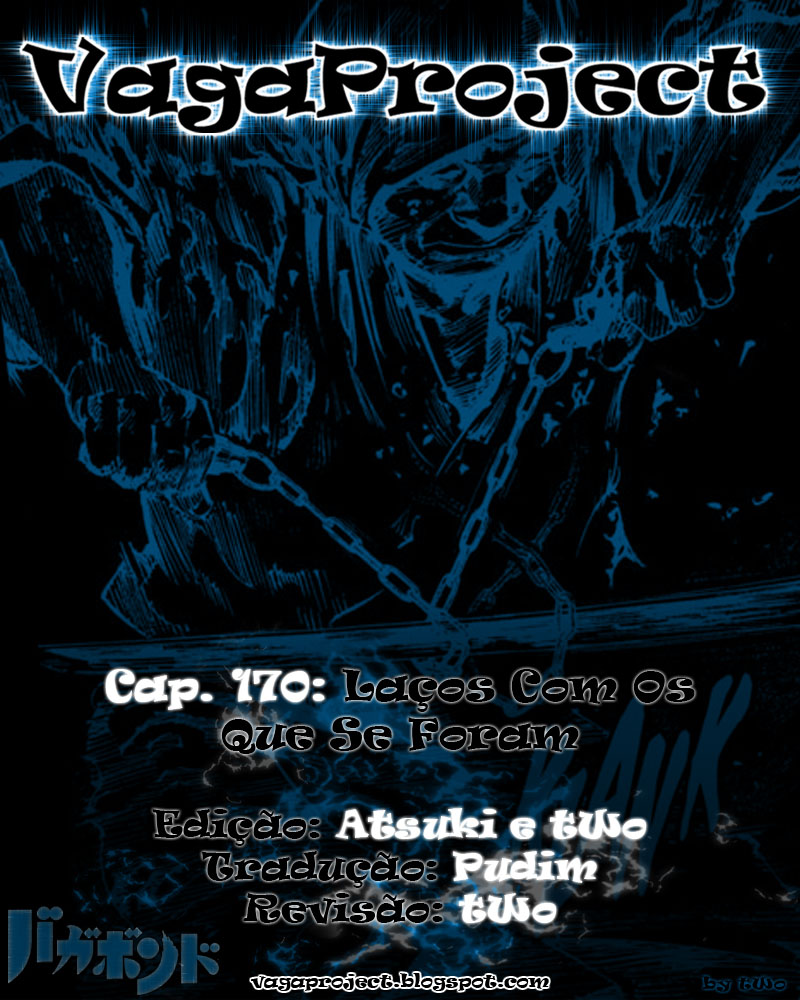 VagaProject
Cap. 170: Laços Com Os
Que Se Foram
Edição: Atsuki e tWo
Tradução: Pudim
Revisão: tWo
バガボンド
vagaproject.blogspot.com
by tWo